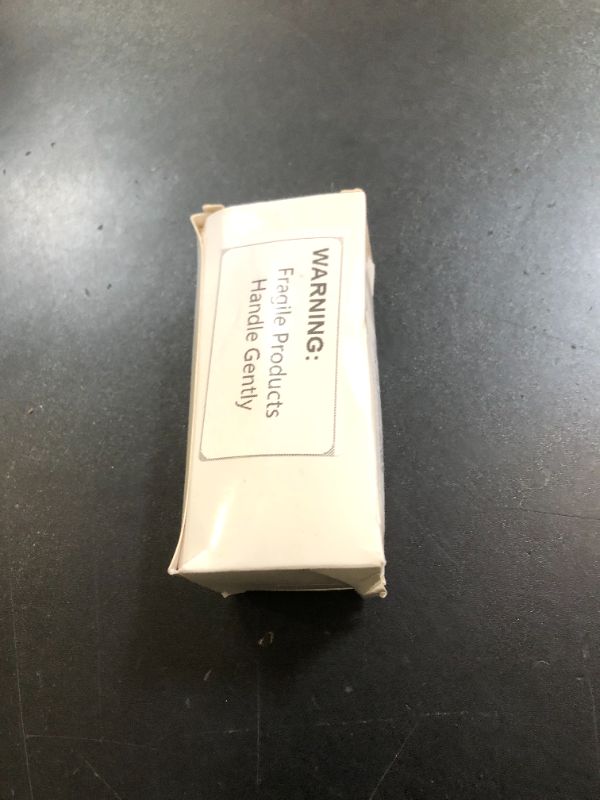 WARNING:
Fragile Products
Handle Gently